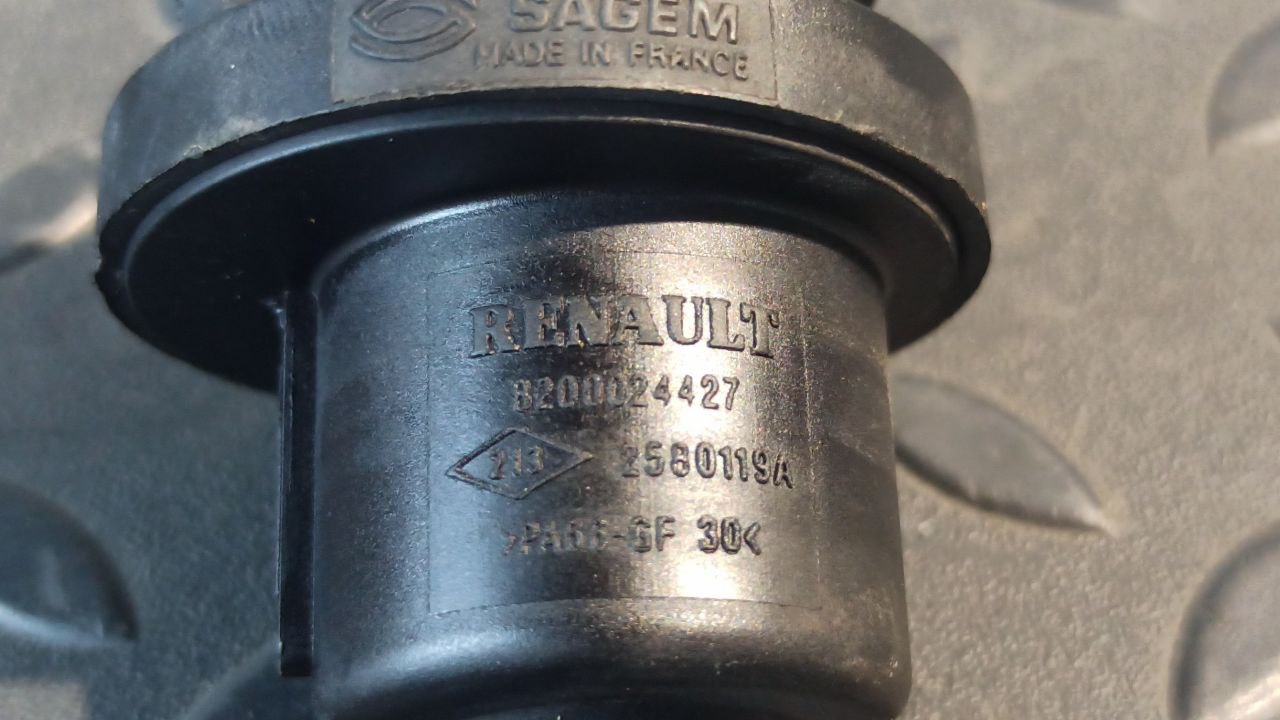 SAGEM
MADE IN FRANCE
RENAULT
8200024427
213 2580119A
>PA66-GF 30<